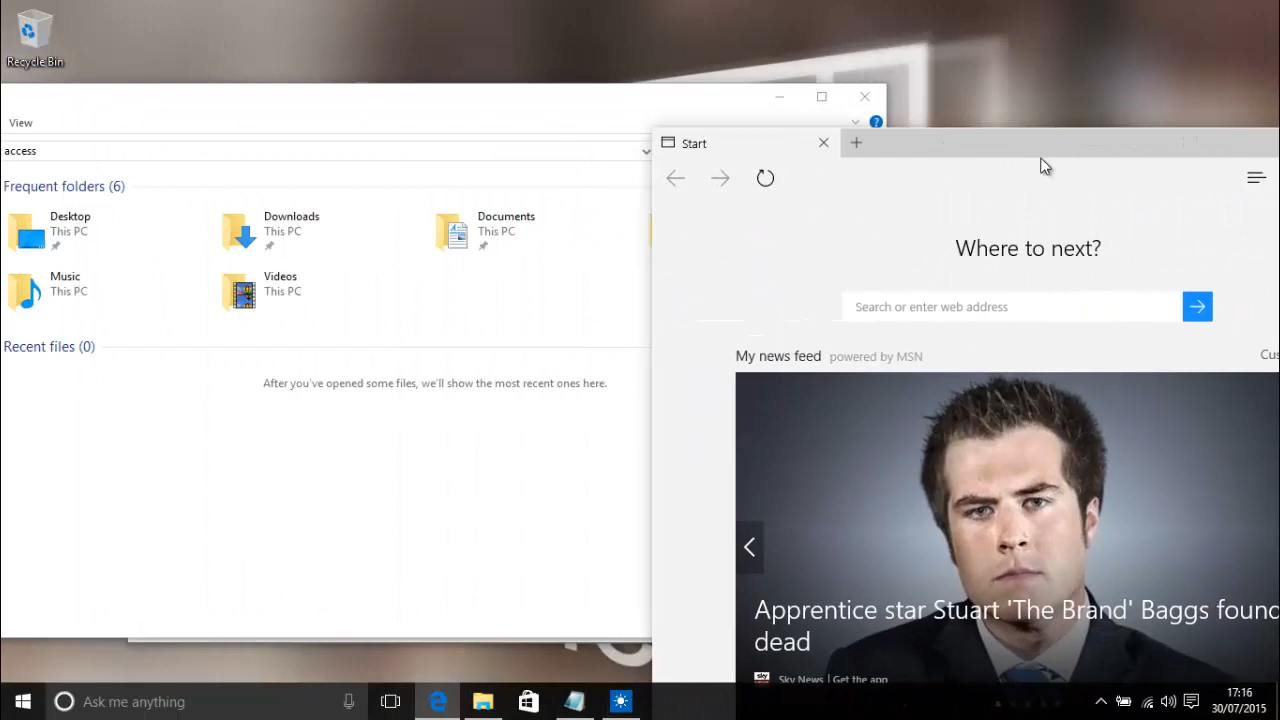 Recycle Bin
View
access
Frequent folders (6)
Desktop
This PC
Downloads
This PC
Documents
This PC
Music
This PC
Videos
This PC
Recent files (0)
After you've opened some files, we'll show the most recent ones here.
Start
Where to next?
Search or enter web address
My news feed powered by MSN
Cus
Apprentice star Stuart 'The Brand' Baggs found
dead
sky news
Sky News | Get the app
Ask me anything
17:16
30/07/2015